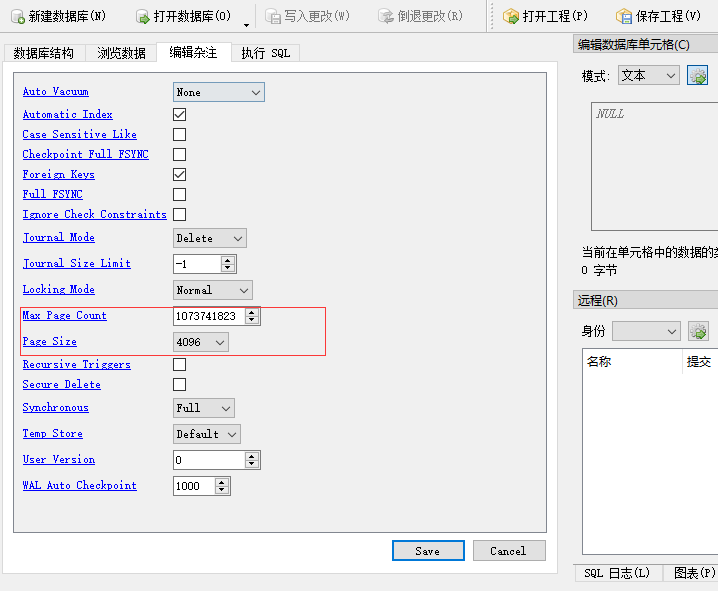 新建数据库(N) 打开数据库(O) 写入更改(W) 倒退更改(R) 打开工程(P) 保存工程(V)
数据库结构 浏览数据 编辑杂注 执行 SQL
Auto Vacuum None
Automatic Index
Case Sensitive Like
Checkpoint Full FSYNC
Foreign Keys
Full FSYNC
Ignore Check Constraints
Journal Mode Delete
Journal Size Limit -1
Locking Mode Normal
Max Page Count 1073741823
Page Size 4096
Recursive Triggers
Secure Delete
Synchronous Full
Temp Store Default
User Version 0
WAL Auto Checkpoint 1000
Save Cancel
编辑数据库单元格(C)
模式: 文本
NULL
当前在单元格中的数据的
0 字节
远程(R)
身份
名称 提交
SQL 日志(L) 图表(P)